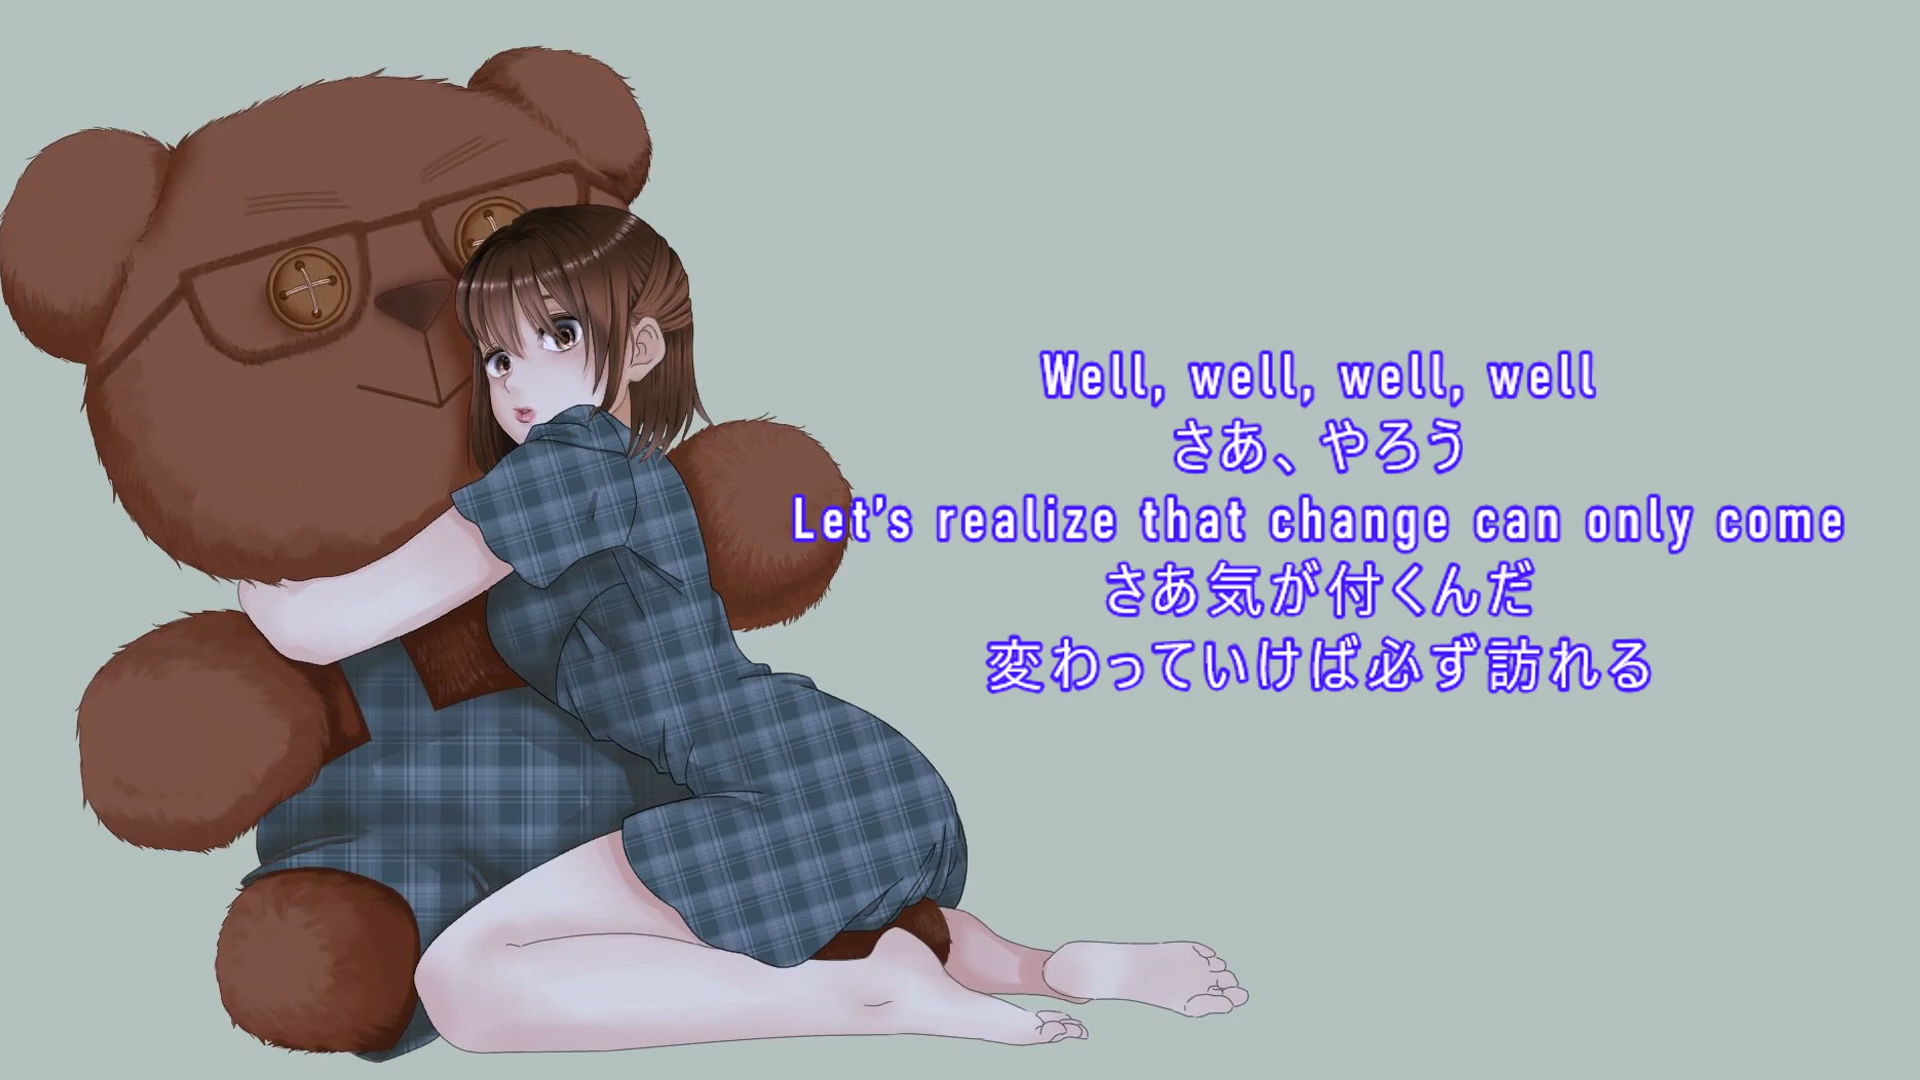 Well, well, well, well
さあ、やろう
Let's realize that change can only come
さあ気が付くんだ
変わっていけば必ず訪れる